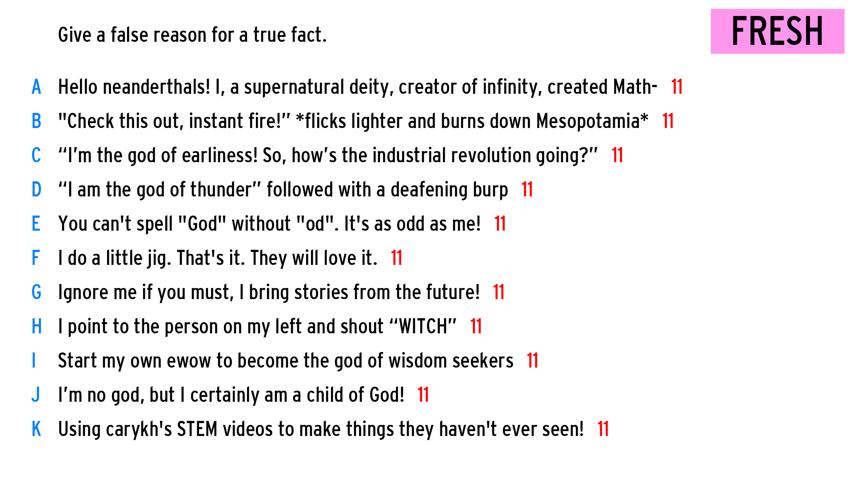 Give a false reason for a true fact.
FRESH
A Hello neanderthals! I, a supernatural deity, creator of infinity, created Math- 11
B "Check this out, instant fire!” *flicks lighter and burns down Mesopotamia* 11
C “I’m the god of earliness! So, how’s the industrial revolution going?” 11
D “I am the god of thunder” followed with a deafening burp 11
E You can't spell "God" without "od". It's as odd as me! 11
F I do a little jig. That's it. They will love it. 11
G Ignore me if you must, I bring stories from the future! 11
H I point to the person on my left and shout “WITCH” 11
I Start my own ewow to become the god of wisdom seekers 11
J I’m no god, but I certainly am a child of God! 11
K Using carykh's STEM videos to make things they haven't ever seen! 11